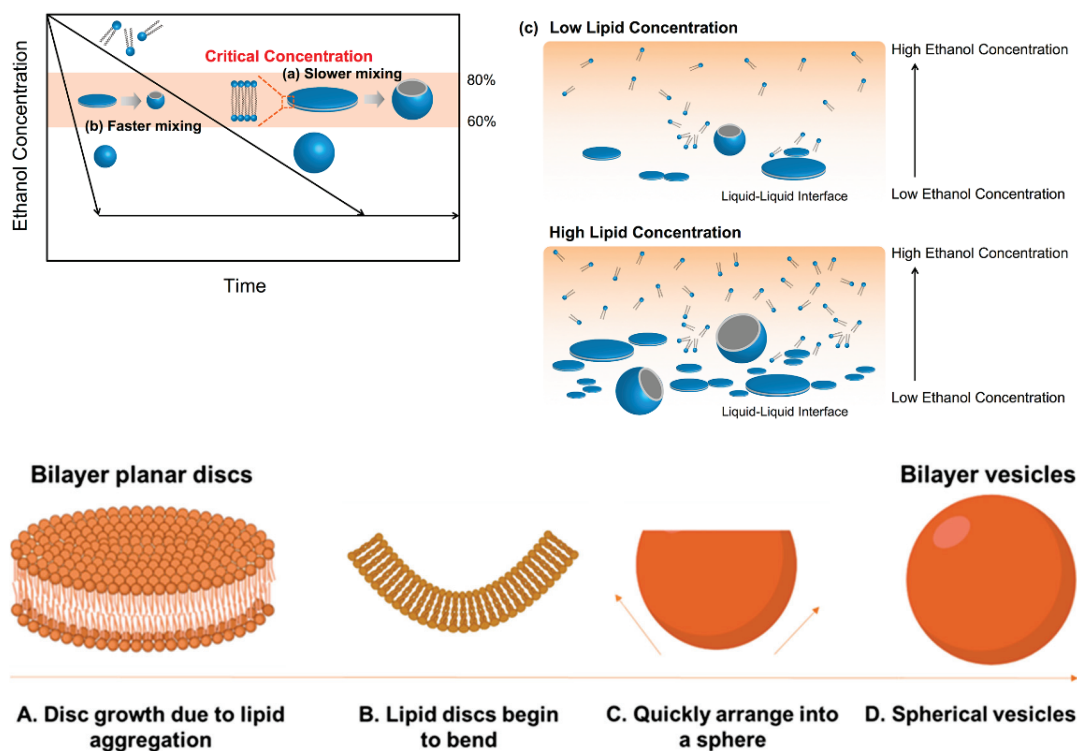 Ethanol Concentration
Critical Concentration
(a) Slower mixing
80%
(b) Faster mixing
60%
Time
(c) Low Lipid Concentration
High Ethanol Concentration
Low Ethanol Concentration
Liquid-Liquid Interface
High Lipid Concentration
High Ethanol Concentration
Low Ethanol Concentration
Liquid-Liquid Interface
Bilayer planar discs
Bilayer vesicles
A. Disc growth due to lipid
aggregation
B. Lipid discs begin
to bend
C. Quickly arrange into
a sphere
D. Spherical vesicles